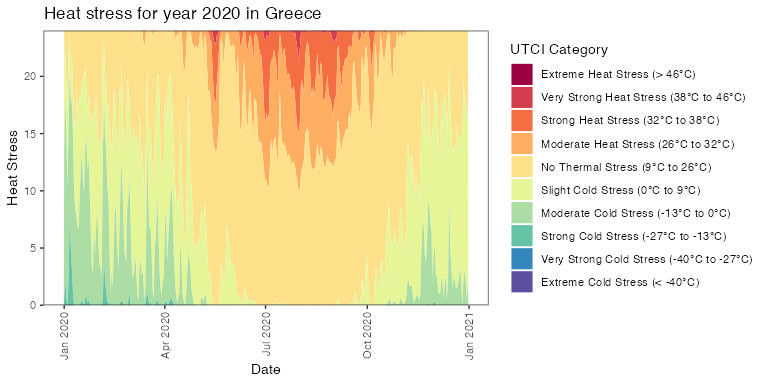 Heat stress for year 2020 in Greece
Heat Stress
20
15
10
5
0
Jan 2020
Apr 2020
Jul 2020
Oct 2020
Jan 2021
Date
UTCI Category
Extreme Heat Stress (> 46°C)
Very Strong Heat Stress (38°C to 46°C)
Strong Heat Stress (32°C to 38°C)
Moderate Heat Stress (26°C to 32°C)
No Thermal Stress (9°C to 26°C)
Slight Cold Stress (0°C to 9°C)
Moderate Cold Stress (-13°C to 0°C)
Strong Cold Stress (-27°C to -13°C)
Very Strong Cold Stress (-40°C to -27°C)
Extreme Cold Stress (< -40°C)